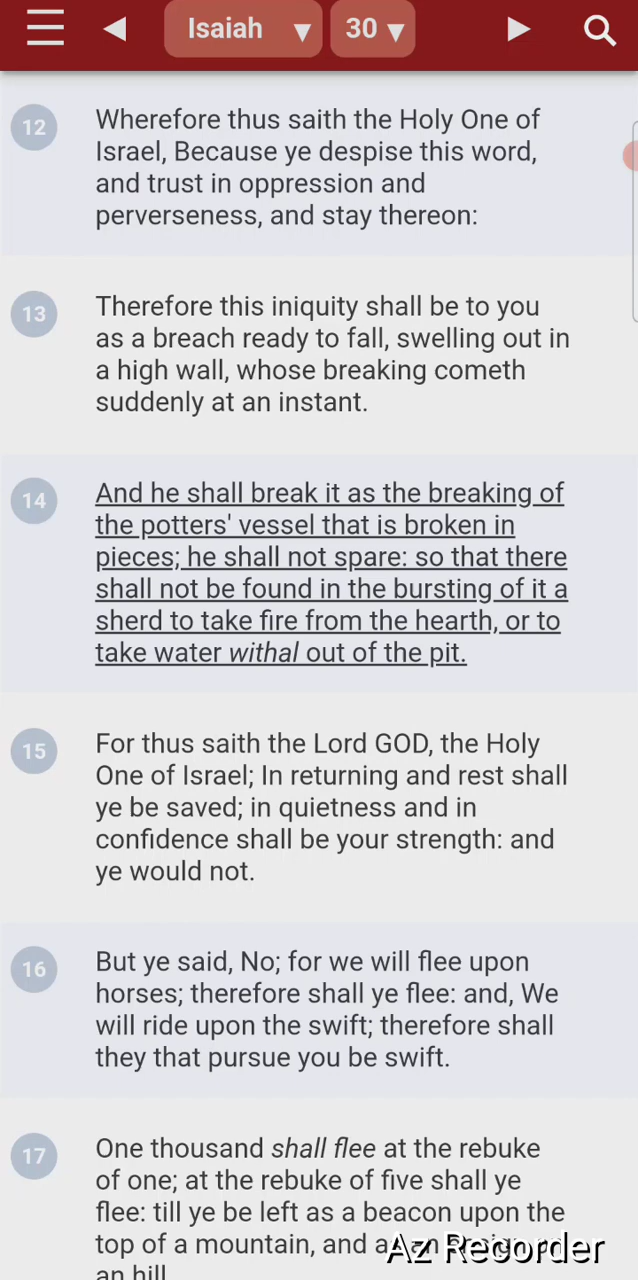 Isaiah 30
12 Wherefore thus saith the Holy One of
Israel, Because ye despise this word,
and trust in oppression and
perverseness, and stay thereon:
13 Therefore this iniquity shall be to you
as a breach ready to fall, swelling out in
a high wall, whose breaking cometh
suddenly at an instant.
14 And he shall break it as the breaking of
the potters' vessel that is broken in
pieces; he shall not spare: so that there
shall not be found in the bursting of it a
sherd to take fire from the hearth, or to
take water withal out of the pit.
15 For thus saith the Lord GOD, the Holy
One of Israel; In returning and rest shall
ye be saved; in quietness and in
confidence shall be your strength: and
ye would not.
16 But ye said, No; for we will flee upon
horses; therefore shall ye flee: and, We
will ride upon the swift; therefore shall
they that pursue you be swift.
17 One thousand shall flee at the rebuke
of one; at the rebuke of five shall ye
flee: till ye be left as a beacon upon the
top of a mountain, and as an
an hill
Az Recorder